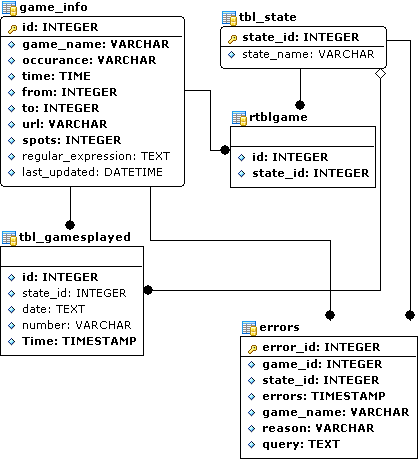 game_info
id: INTEGER
game_name: VARCHAR
occurance: VARCHAR
time: TIME
from: INTEGER
to: INTEGER
url: VARCHAR
spots: INTEGER
regular_expression: TEXT
last_updated: DATETIME
tbl_state
state_id: INTEGER
state_name: VARCHAR
rtblgame
id: INTEGER
state_id: INTEGER
tbl_gamesplayed
id: INTEGER
state_id: INTEGER
date: TEXT
number: VARCHAR
Time: TIMESTAMP
errors
error_id: INTEGER
game_id: INTEGER
state_id: INTEGER
errors: TIMESTAMP
game_name: VARCHAR
reason: VARCHAR
query: TEXT